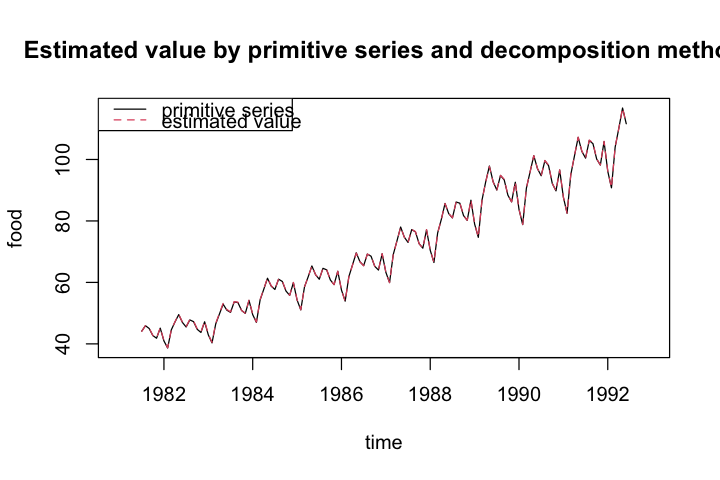 Estimated value by primitive series and decomposition metho
primitive series
estimated value
100
80
60
40
food
1982 1984 1986 1988 1990 1992
time